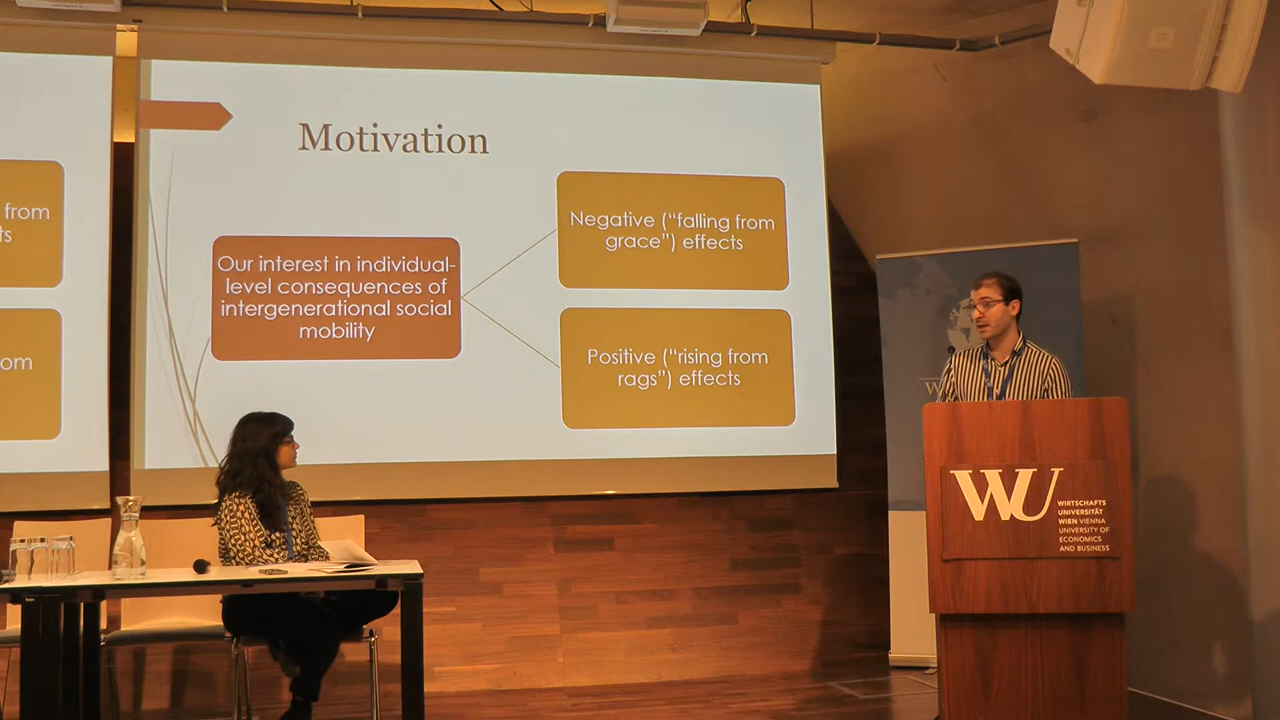 Motivation
from
ts
om
Our interest in individual-
level consequences of
intergenerational social
mobility
Negative (“falling from
grace”) effects
Positive (“rising from
rags”) effects
W
WU
WIRTSCHAFTS
UNIVERSITÄT
WIEN VIENNA
UNIVERSITY OF
ECONOMICS
AND BUSINESS